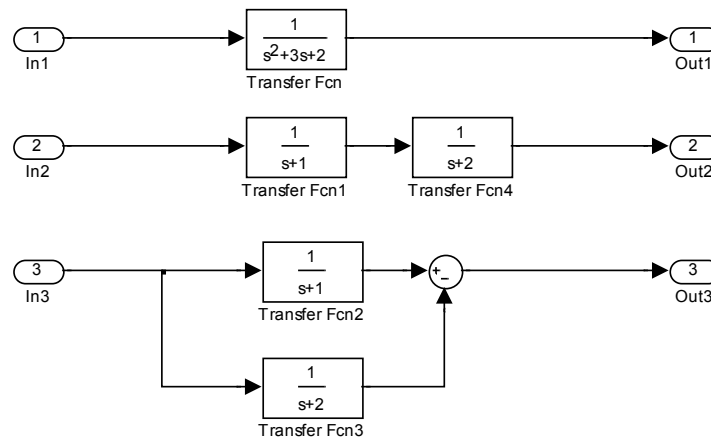 1
In1
1
s²+3s+2
Transfer Fcn
1
Out1
2
In2
1
s+1
Transfer Fcn1
1
s+2
Transfer Fcn4
2
Out2
3
In3
1
s+1
Transfer Fcn2
+
−
3
Out3
1
s+2
Transfer Fcn3